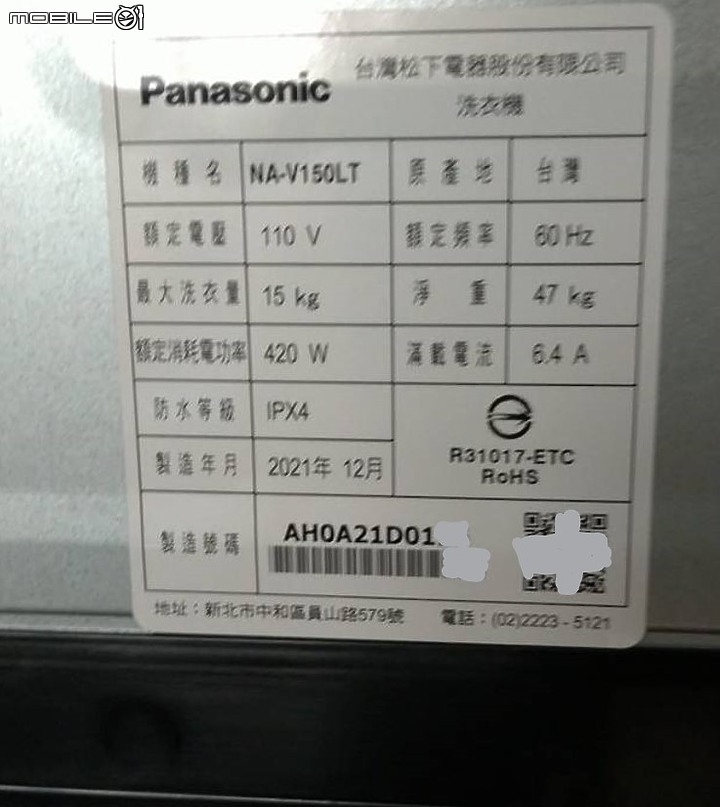 MOBILE01
Panasonic 台灣松下電器股份有限公司
洗衣機
機種名 NA-V150LT 原產地 台灣
額定電壓 110 V 額定頻率 60 Hz
最大洗衣量 15 kg 淨重 47 kg
額定消耗電功率 420 W 滿載電流 6.4 A
防水等級 IPX4
R31017-ETC
RoHS
製造年月 2021年 12月
製造號碼 AH0A21D01
地址：新北市中和區員山路579號 電話：(02)2223-5121